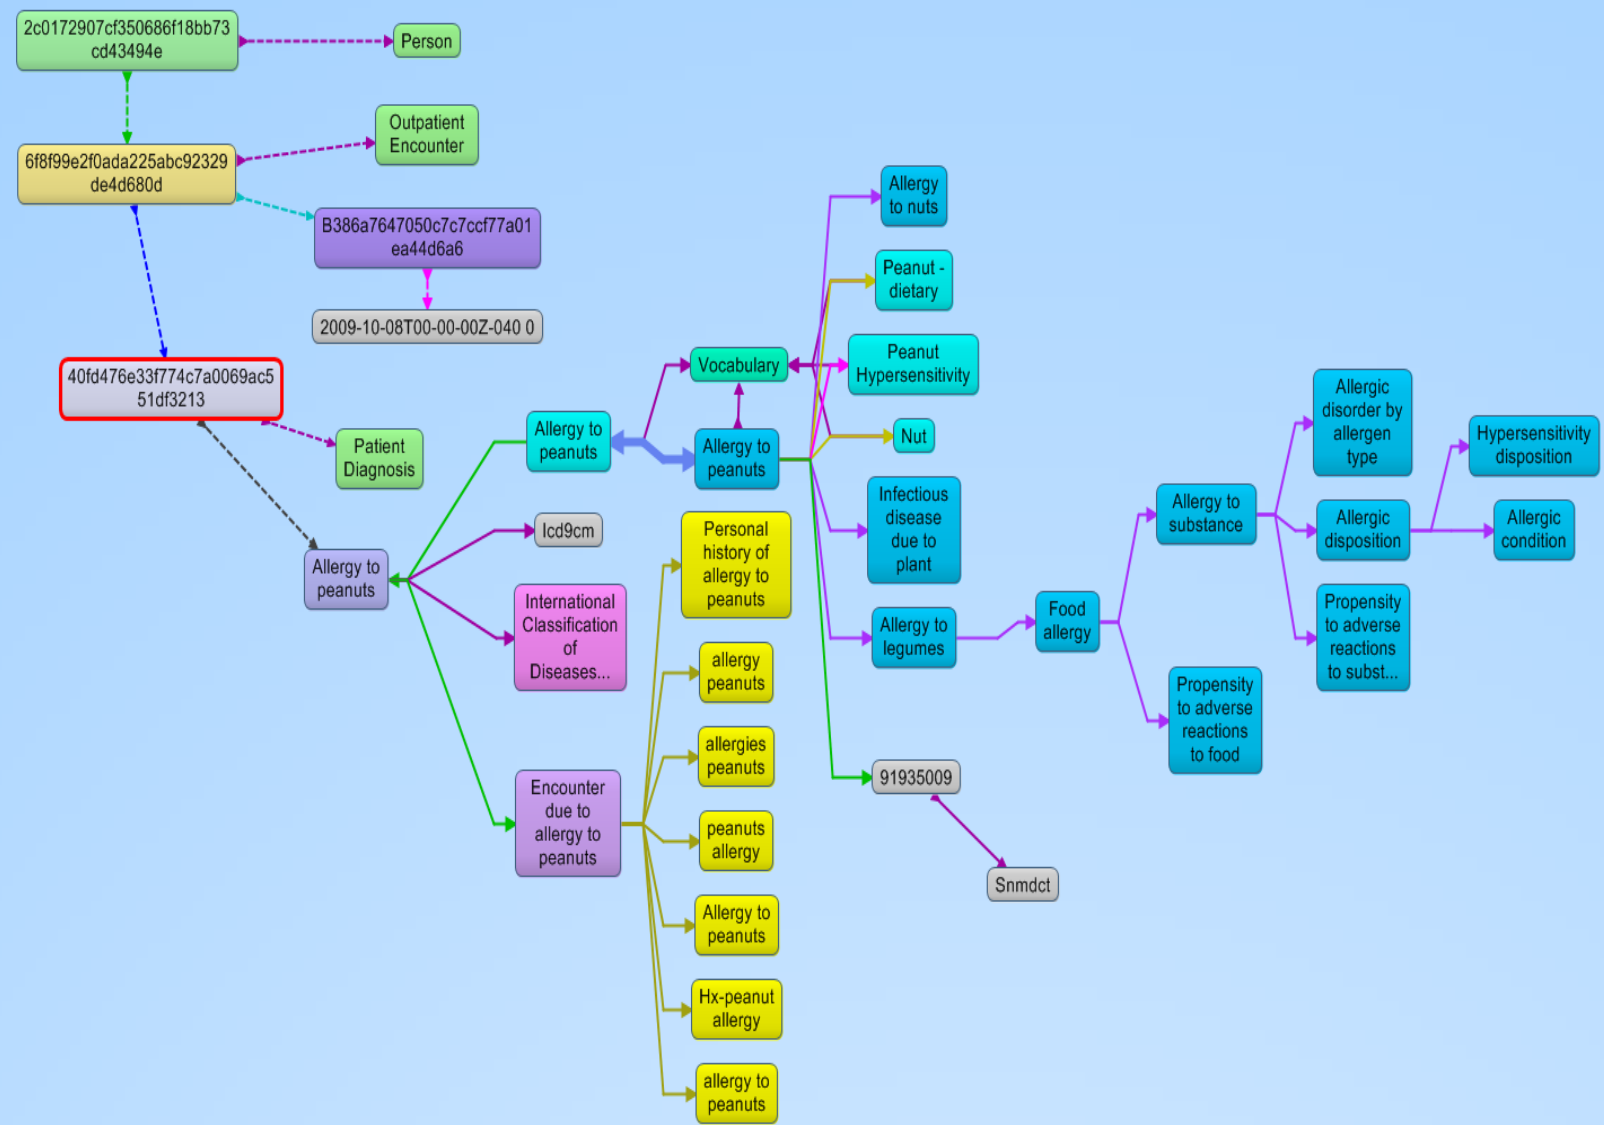 2c0172907cf350686f18bb73
cd43494e
Person
Outpatient
Encounter
6f8f99e2f0ada225abc92329
de4d680d
B386a7647050c7c7ccf77a01
ea44d6a6
2009-10-08T00-00-00Z-040 0
40fd476e33f774c7a0069ac5
51df3213
Patient
Diagnosis
Allergy to
peanuts
Allergy to
peanuts
Icd9cm
International
Classification
of
Diseases...
Encounter
due to
allergy to
peanuts
Vocabulary
Allergy to
peanuts
Personal
history of
allergy to
peanuts
allergy
peanuts
allergies
peanuts
peanuts
allergy
Allergy to
peanuts
Hx-peanut
allergy
allergy to
peanuts
Allergy
to nuts
Peanut -
dietary
Peanut
Hypersensitivity
Nut
Infectious
disease
due to
plant
Allergy to
legumes
91935009
Snmdct
Food
allergy
Allergy to
substance
Propensity
to adverse
reactions
to food
Allergic
disorder by
allergen
type
Allergic
disposition
Propensity
to adverse
reactions
to subst...
Hypersensitivity
disposition
Allergic
condition